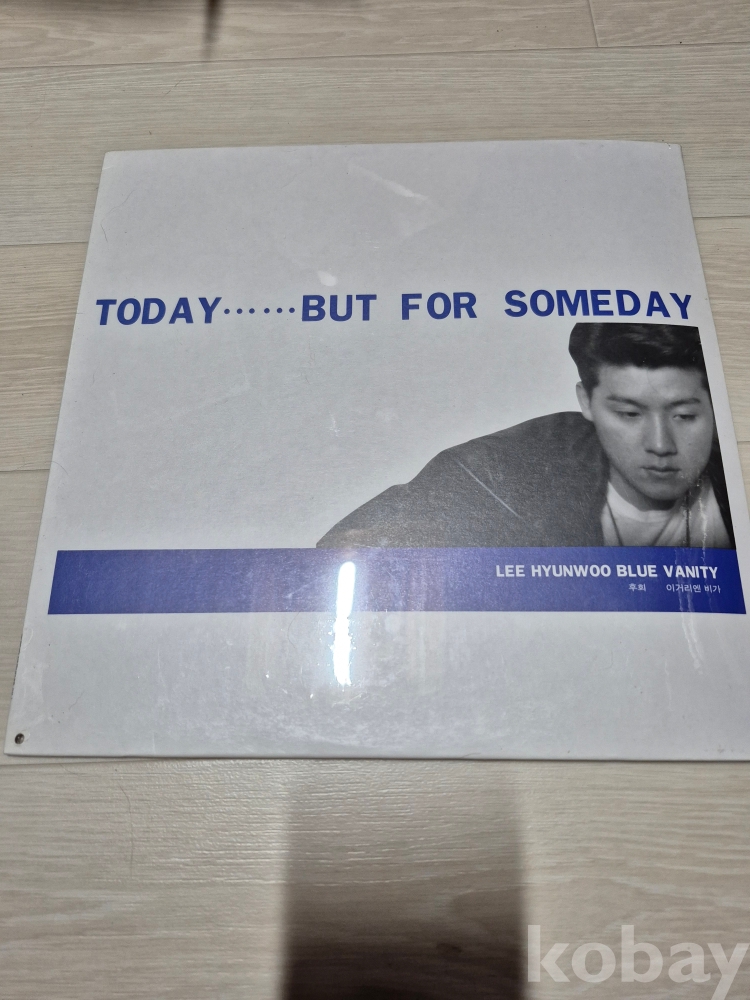 TODAY……BUT FOR SOMEDAY
LEE HYUNWOO BLUE VANITY
후회 이거리엔 비가
kobay